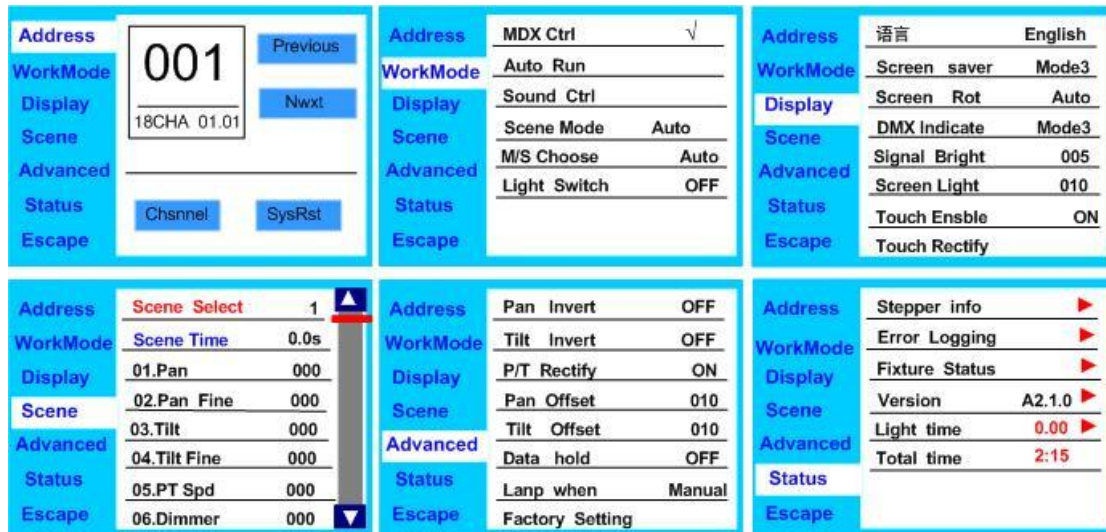 Address
WorkMode
Display
Scene
Advanced
Status
Escape
001
18CHA 01.01
Previous
Nwxt
Chsnnel
SysRst
Address
WorkMode
Display
Scene
Advanced
Status
Escape
MDX Ctrl √
Auto Run
Sound Ctrl
Scene Mode Auto
M/S Choose Auto
Light Switch OFF
Address
WorkMode
Display
Scene
Advanced
Status
Escape
语言 English
Screen saver Mode3
Screen Rot Auto
DMX Indicate Mode3
Signal Bright 005
Screen Light 010
Touch Ensble ON
Touch Rectify
Address
WorkMode
Display
Scene
Advanced
Status
Escape
Scene Select 1
Scene Time 0.0s
01.Pan 000
02.Pan Fine 000
03.Tilt 000
04.Tilt Fine 000
05.PT Spd 000
06.Dimmer 000
Address
WorkMode
Display
Scene
Advanced
Status
Escape
Pan Invert OFF
Tilt Invert OFF
P/T Rectify ON
Pan Offset 010
Tilt Offset 010
Data hold OFF
Lanp when Manual
Factory Setting
Address
WorkMode
Display
Scene
Advanced
Status
Escape
Stepper info
Error Logging
Fixture Status
Version A2.1.0
Light time 0.00
Total time 2:15